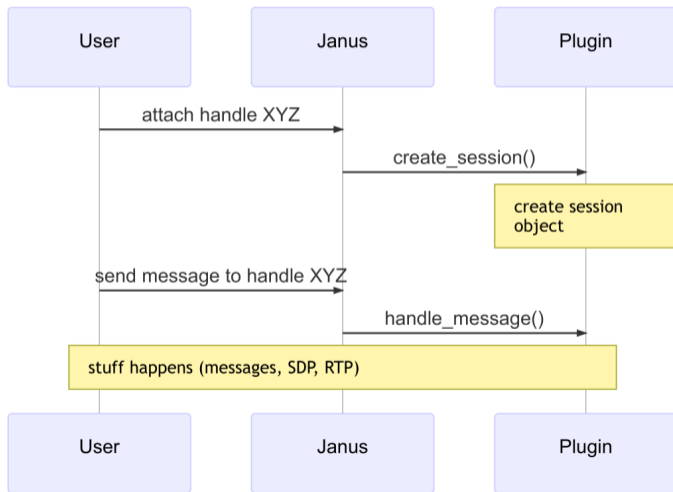 User Janus Plugin
attach handle XYZ
create_session()
create session
object
send message to handle XYZ
handle_message()
stuff happens (messages, SDP, RTP)
User Janus Plugin